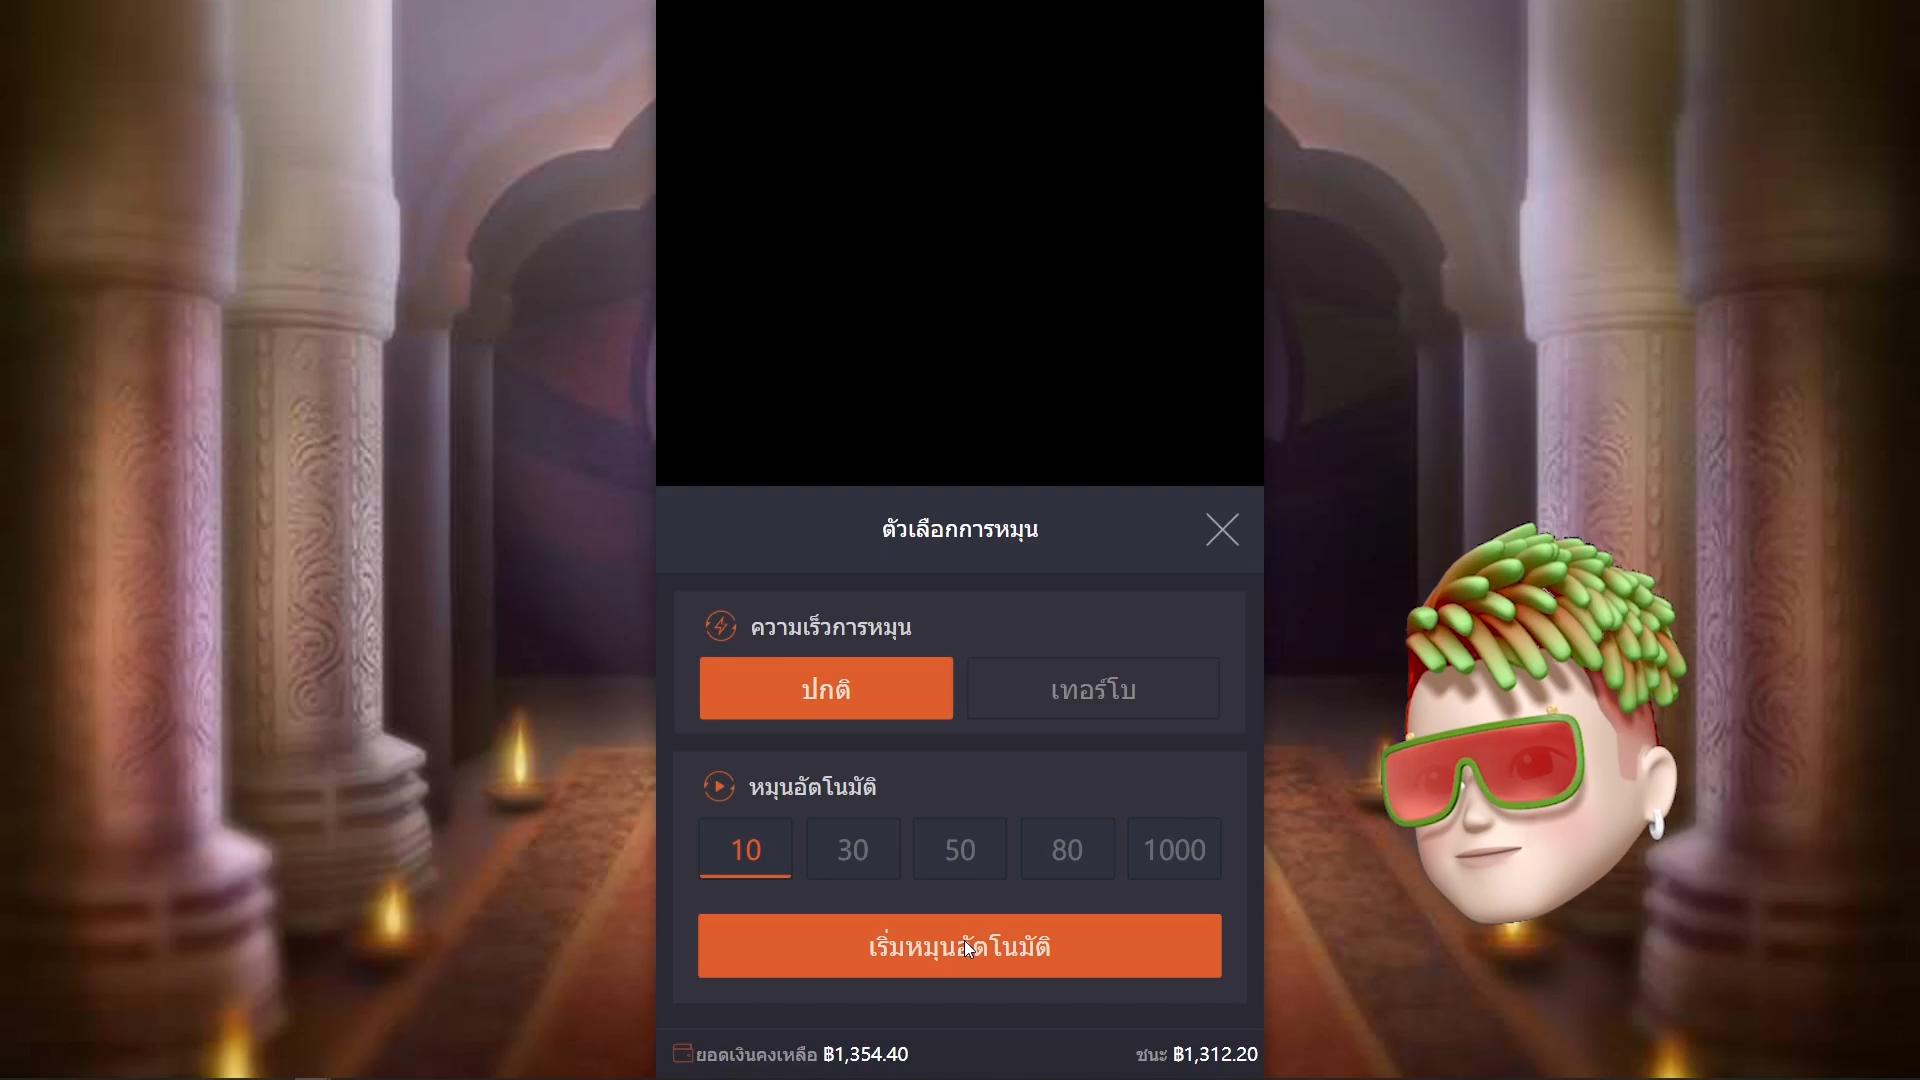 ตัวเลือกการหมุน
ความเร็วการหมุน
ปกติ เทอร์โบ
หมุนอัตโนมัติ
10 30 50 80 1000
เริ่มหมุนอัตโนมัติ
ยอดเงินคงเหลือ ฿1,354.40 ชนะ ฿1,312.20